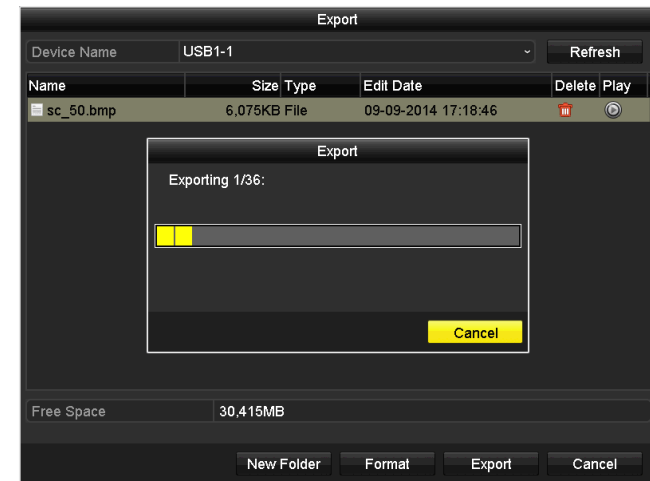 Export
Device Name USB1-1 Refresh
Name Size Type Edit Date Delete Play
sc_50.bmp 6,075KB File 09-09-2014 17:18:46
Export
Exporting 1/36:
Cancel
Free Space 30,415MB
New Folder Format Export Cancel